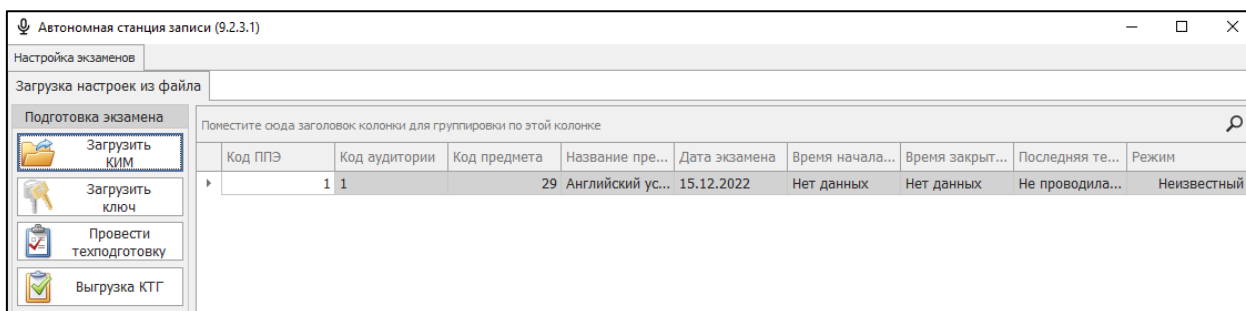 Автономная станция записи (9.2.3.1)
Настройка экзаменов
Загрузка настроек из файла
Подготовка экзамена
Загрузить
КИМ
Загрузить
ключ
Провести
техподготовку
Выгрузка КТГ
Поместите сюда заголовок колонки для группировки по этой колонке
Код ППЭ Код аудитории Код предмета Название пре... Дата экзамена Время начала... Время закрыт... Последняя те... Режим
1 1 29 Английский ус... 15.12.2022 Нет данных Нет данных Не проводила... Неизвестный